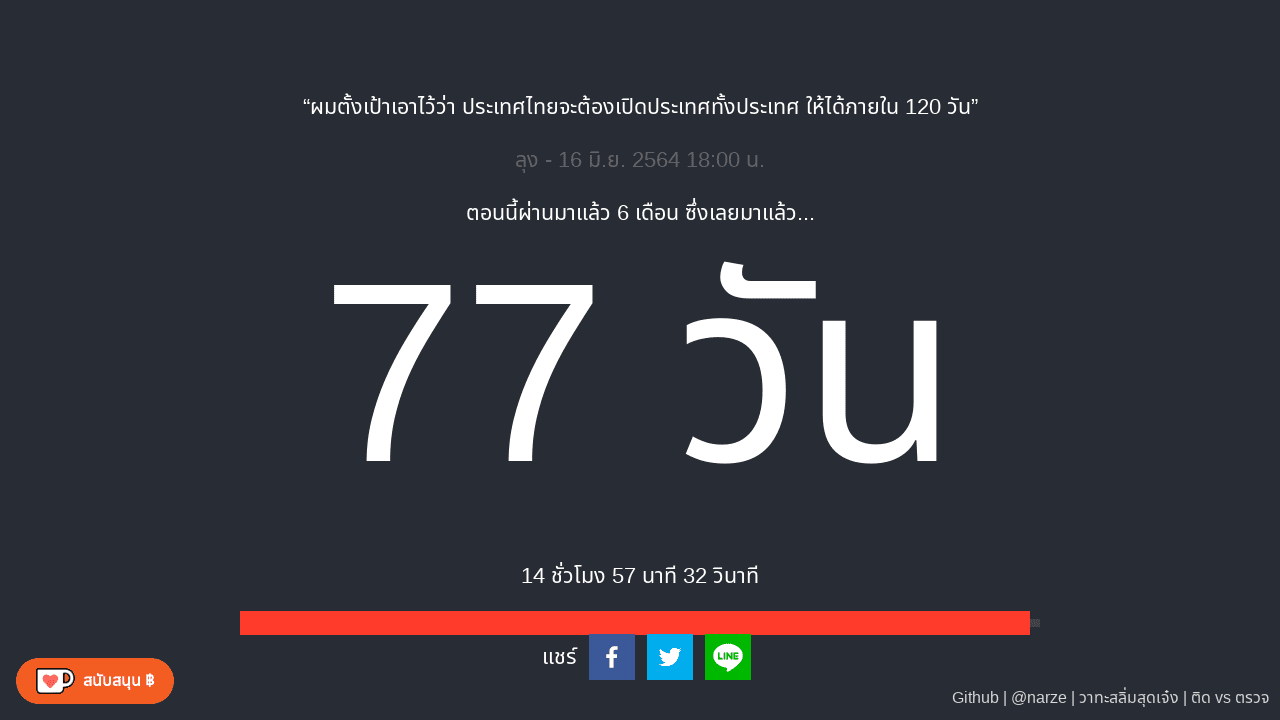 “ผมตั้งเป้าเอาไว้ว่า ประเทศไทยจะต้องเปิดประเทศทั้งประเทศ ให้ได้ภายใน 120 วัน”
ลุง - 16 มิ.ย. 2564 18:00 น.
ตอนนี้ผ่านมาแล้ว 6 เดือน ซึ่งเลยมาแล้ว...
77 วัน
14 ชั่วโมง 57 นาที 32 วินาที
แชร์
LINE
สนับสนุน ฿
Github | @narze | วาทะสลิ่มสุดเจ๋ง | ติด vs ตรวจ